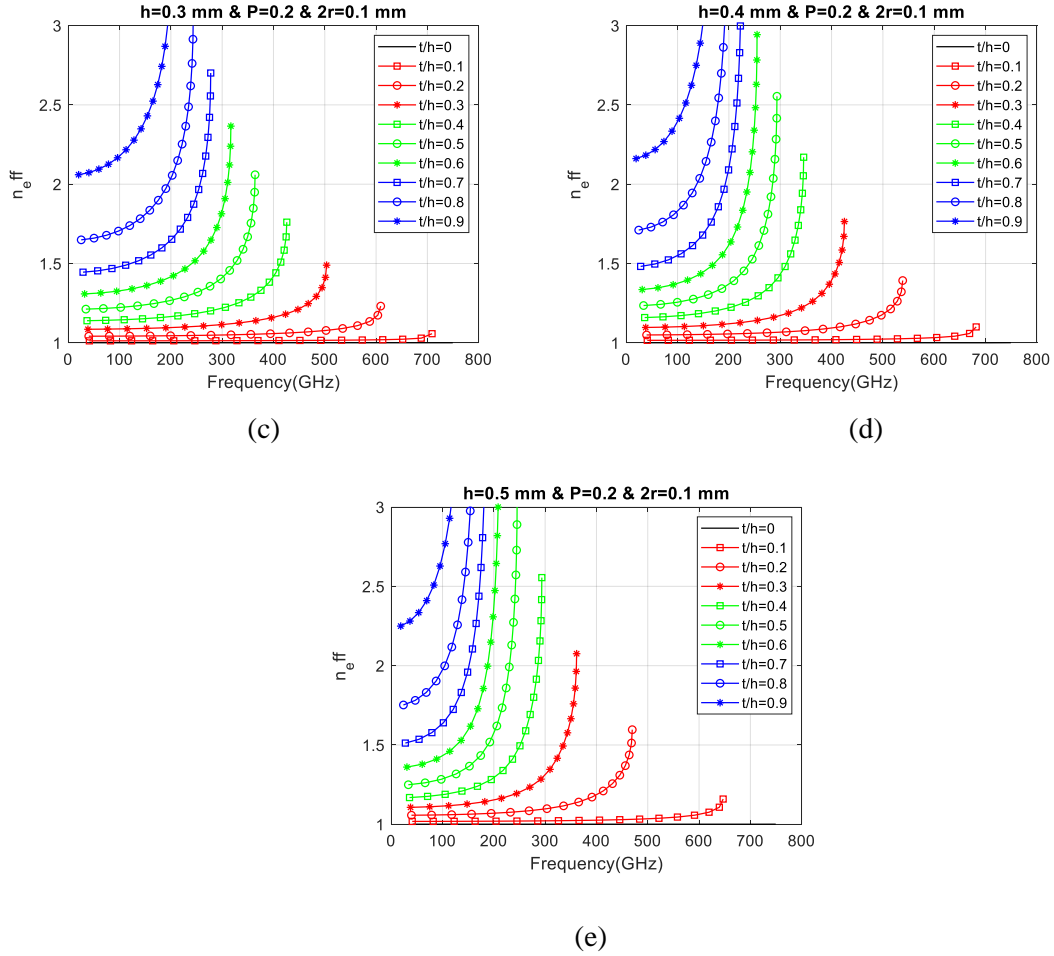 h=0.3 mm & P=0.2 & 2r=0.1 mm
3
2.5
2
1.5
1
n_eff
0 100 200 300 400 500 600 700 800
Frequency(GHz)
t/h=0
t/h=0.1
t/h=0.2
t/h=0.3
t/h=0.4
t/h=0.5
t/h=0.6
t/h=0.7
t/h=0.8
t/h=0.9
(c)
h=0.4 mm & P=0.2 & 2r=0.1 mm
3
2.5
2
1.5
1
n_eff
0 100 200 300 400 500 600 700 800
Frequency(GHz)
t/h=0
t/h=0.1
t/h=0.2
t/h=0.3
t/h=0.4
t/h=0.5
t/h=0.6
t/h=0.7
t/h=0.8
t/h=0.9
(d)
h=0.5 mm & P=0.2 & 2r=0.1 mm
3
2.5
2
1.5
1
n_eff
0 100 200 300 400 500 600 700 800
Frequency(GHz)
t/h=0
t/h=0.1
t/h=0.2
t/h=0.3
t/h=0.4
t/h=0.5
t/h=0.6
t/h=0.7
t/h=0.8
t/h=0.9
(e)